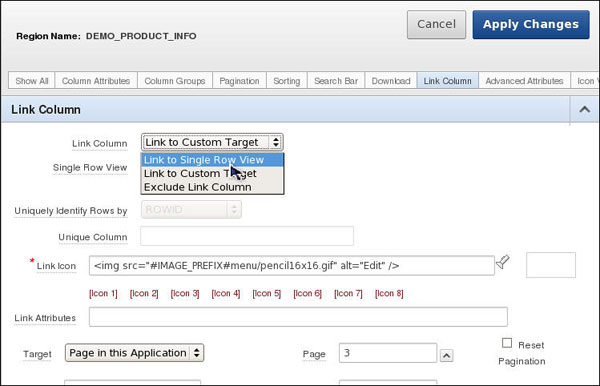 Cancel Apply Changes
Region Name: DEMO_PRODUCT_INFO
Show All Column Attributes Column Groups Pagination Sorting Search Bar Download Link Column Advanced Attributes Icon
Link Column
Link Column Link to Custom Target
Single Row View Link to Single Row View
Link to Custom Target
Exclude Link Column
Uniquely Identify Rows by ROWID
Unique Column
* Link Icon <img src="#IMAGE_PREFIX#menu/pencil16x16.gif" alt="Edit" />
[Icon 1] [Icon 2] [Icon 3] [Icon 4] [Icon 5] [Icon 6] [Icon 7] [Icon 8]
Link Attributes
Target Page in this Application Page 3 Reset
Pagination